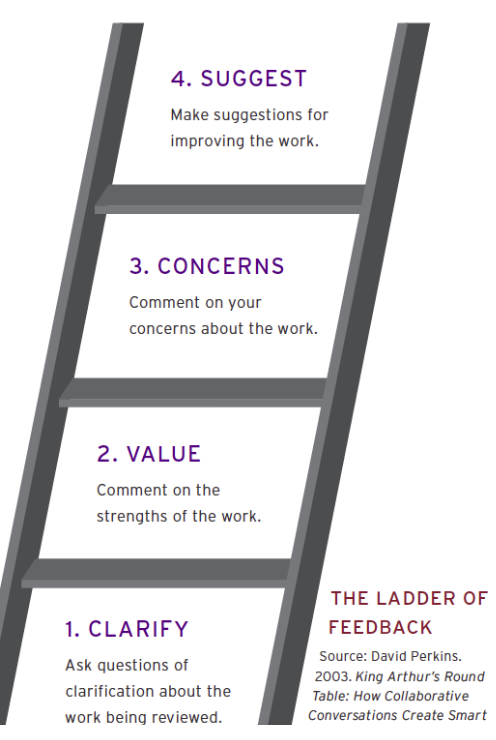 4. SUGGEST
Make suggestions for
improving the work.
3. CONCERNS
Comment on your
concerns about the work.
2. VALUE
Comment on the
strengths of the work.
1. CLARIFY
Ask questions of
clarification about the
work being reviewed.
THE LADDER OF
FEEDBACK
Source: David Perkins.
2003. King Arthur's Round
Table: How Collaborative
Conversations Create Smart